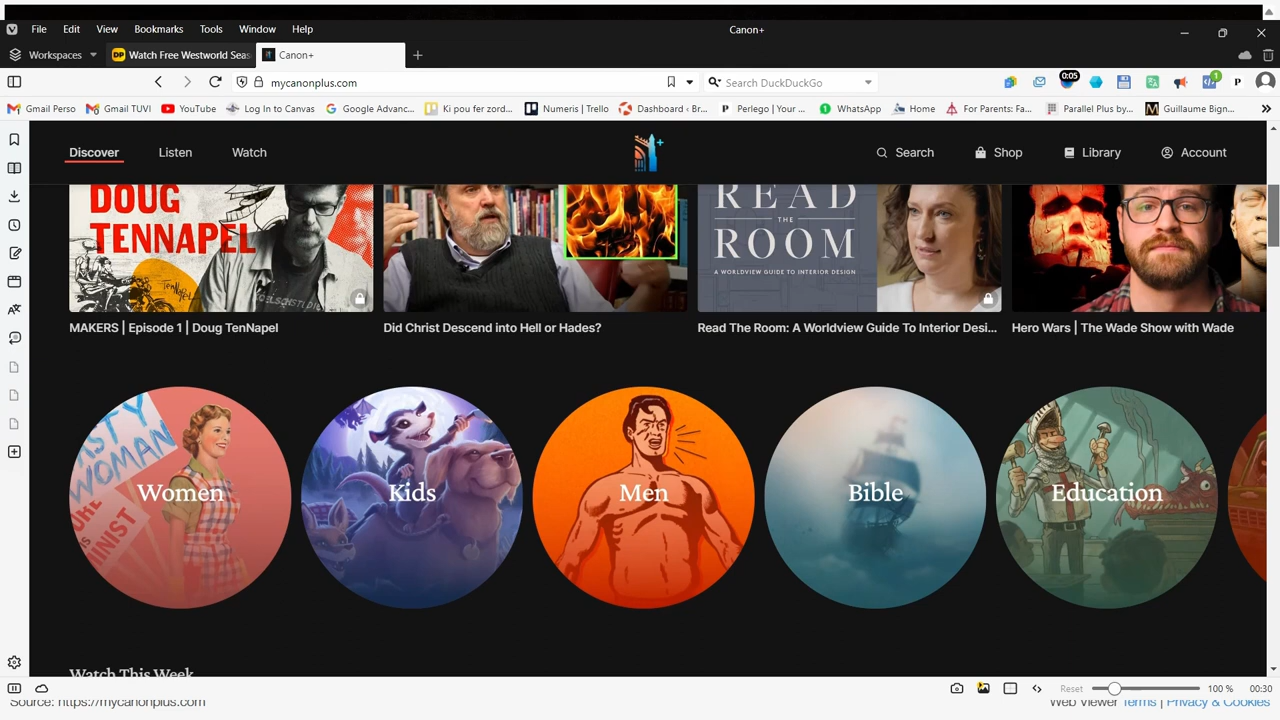 File Edit View Bookmarks Tools Window Help
Canon+
Workspaces
DP Watch Free Westworld Seas
Canon+
mycanonplus.com
Search DuckDuckGo
0:05
1
P
Gmail Perso
Gmail TUVI
YouTube
Log In to Canvas
Google Advanc...
Ki pou fer zord...
Numeris | Trello
Dashboard ‹ Br...
P Perlego | Your ...
WhatsApp
Home
For Parents: Fa...
Parallel Plus by...
M Guillaume Bign...
Discover Listen Watch
Search Shop Library Account
DOUG
TENNAPEL
READ
THE
ROOM
A WORLDVIEW GUIDE TO INTERIOR DESIGN
MAKERS | Episode 1 | Doug TenNapel
Did Christ Descend into Hell or Hades?
Read The Room: A Worldview Guide To Interior Desi...
Hero Wars | The Wade Show with Wade
WOMAN
Women
Kids
Men
Bible
Education
Watch This Week
Reset
100 %
00:30
Source: https://mycanonplus.com
Web Viewer Terms | Privacy & Cookies